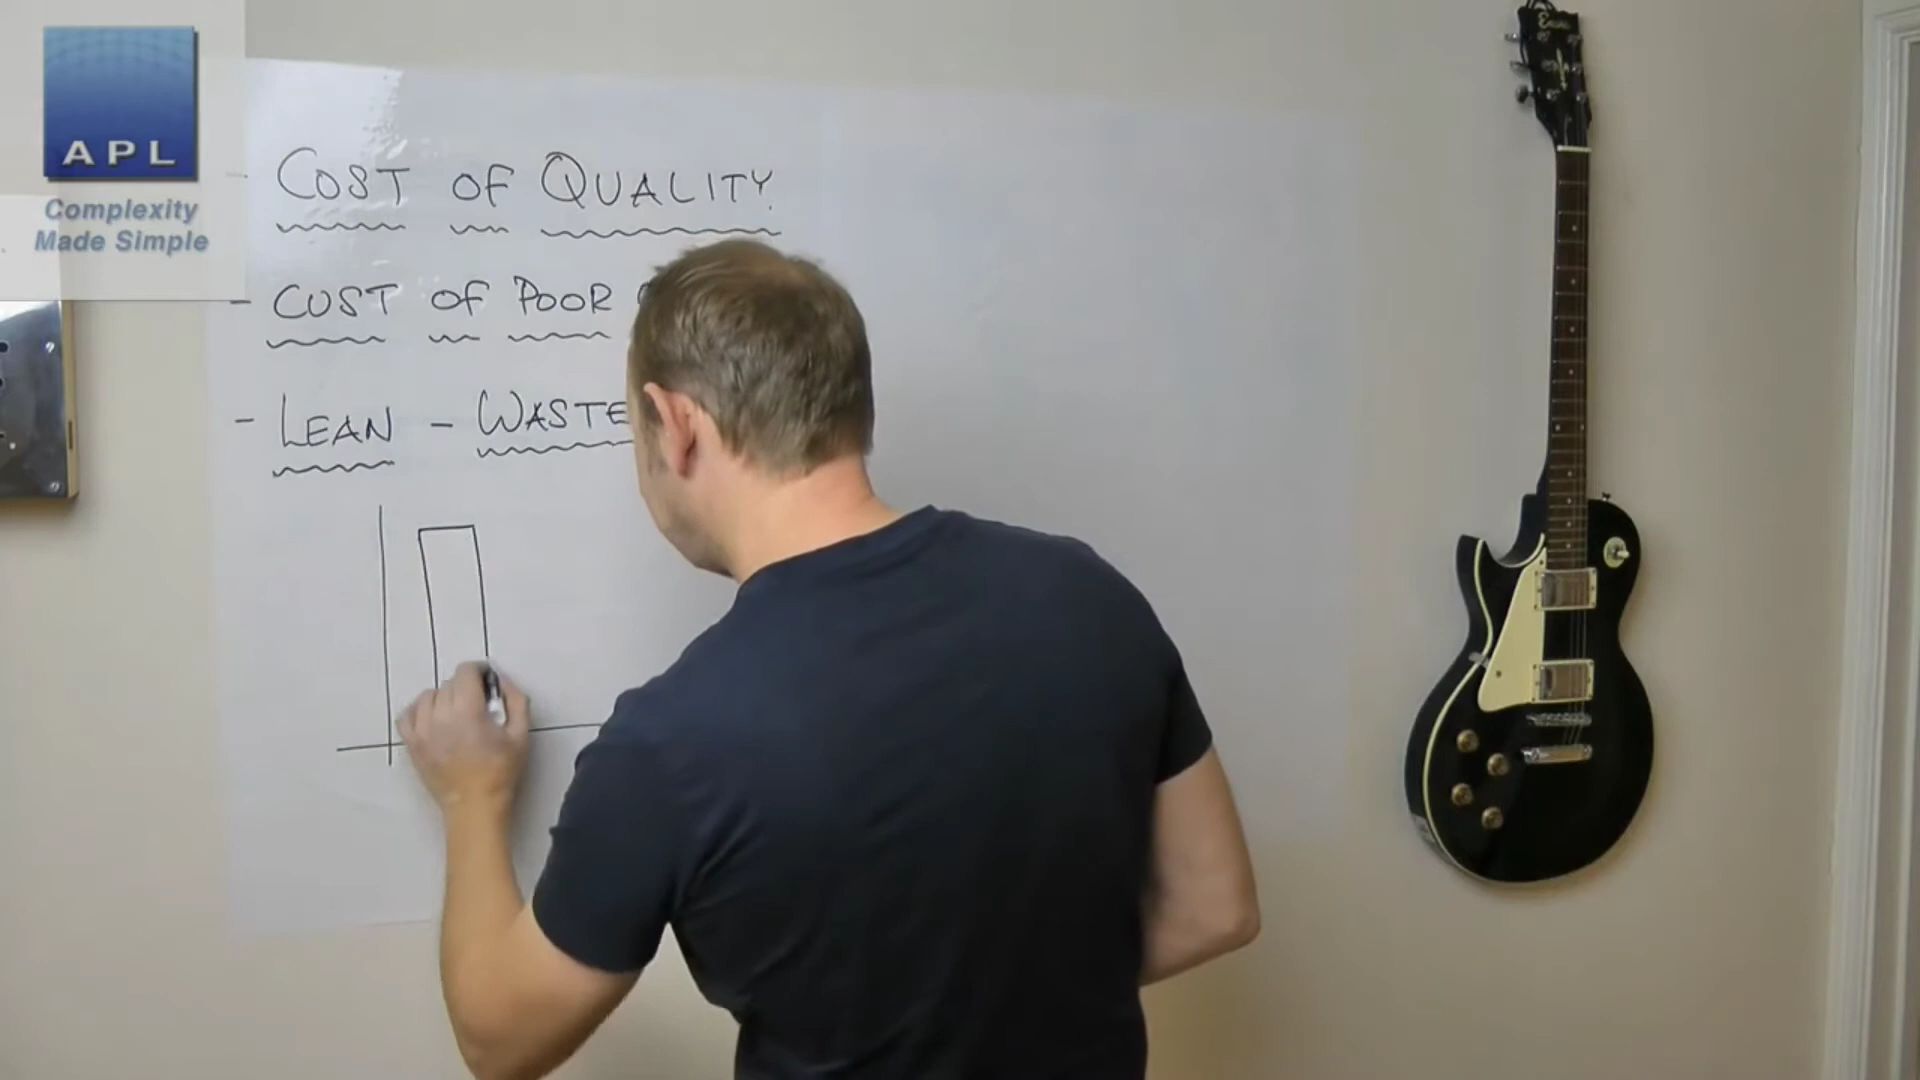 APL
Complexity
Made Simple
- COST OF QUALITY
- COST OF POOR
- LEAN - WASTE